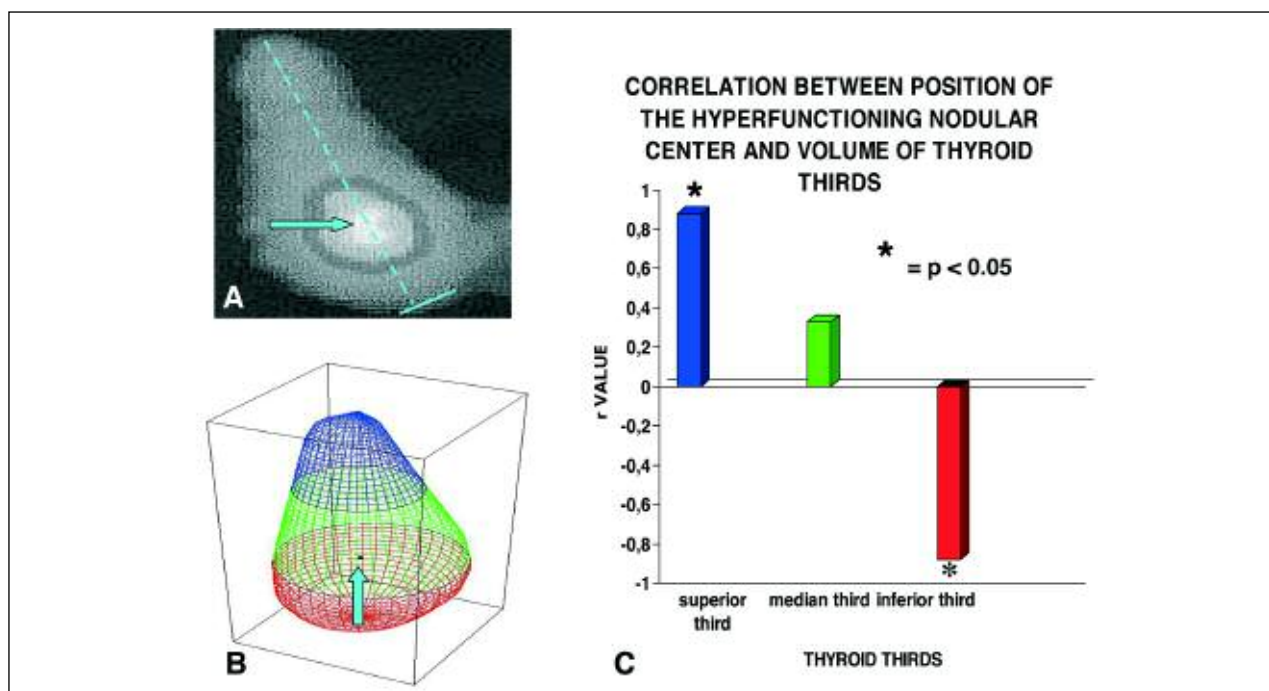 A
B
CORRELATION BETWEEN POSITION OF
THE HYPERFUNCTIONING NODULAR
CENTER AND VOLUME OF THYROID
THIRDS
1
0,8
0,6
0,4
0,2
0
-0,2
-0,4
-0,6
-0,8
-1
r VALUE
*
*
= p < 0.05
*
superior
third
median third
inferior third
C
THYROID THIRDS